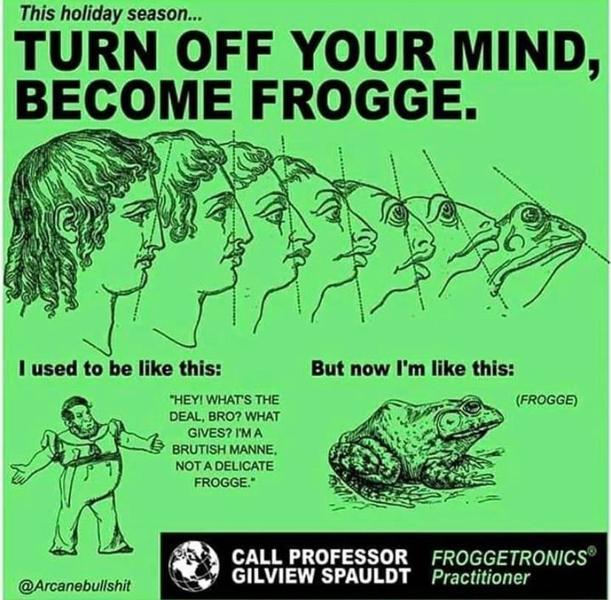 This holiday season...
TURN OFF YOUR MIND,
BECOME FROGGE.
I used to be like this:
"HEY! WHAT'S THE
DEAL, BRO? WHAT
GIVES? I'M A
BRUTISH MANNE,
NOT A DELICATE
FROGGE."
But now I'm like this:
(FROGGE)
@Arcanebullshit
CALL PROFESSOR
GILVIEW SPAULDT
FROGGETRONICS®
Practitioner